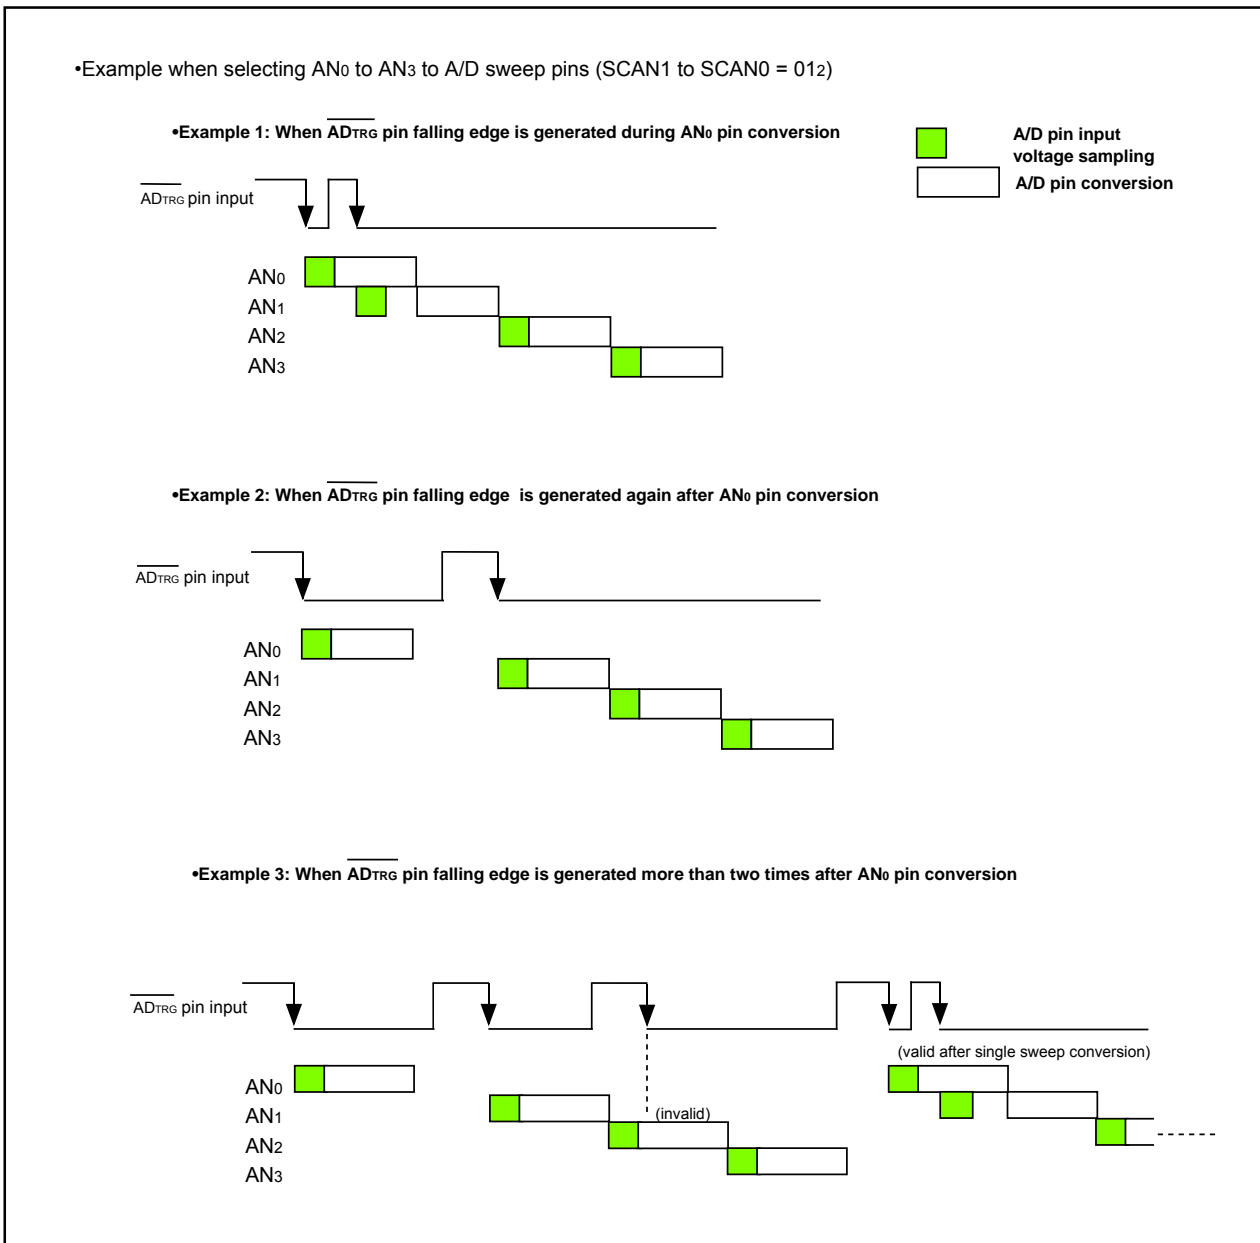 •Example when selecting AN0 to AN3 to A/D sweep pins (SCAN1 to SCAN0 = 012)
•Example 1: When ADTRG pin falling edge is generated during AN0 pin conversion
A/D pin input
voltage sampling
A/D pin conversion
ADTRG pin input
AN0
AN1
AN2
AN3
•Example 2: When ADTRG pin falling edge is generated again after AN0 pin conversion
ADTRG pin input
AN0
AN1
AN2
AN3
•Example 3: When ADTRG pin falling edge is generated more than two times after AN0 pin conversion
ADTRG pin input
(valid after single sweep conversion)
AN0
AN1
(invalid)
AN2
AN3